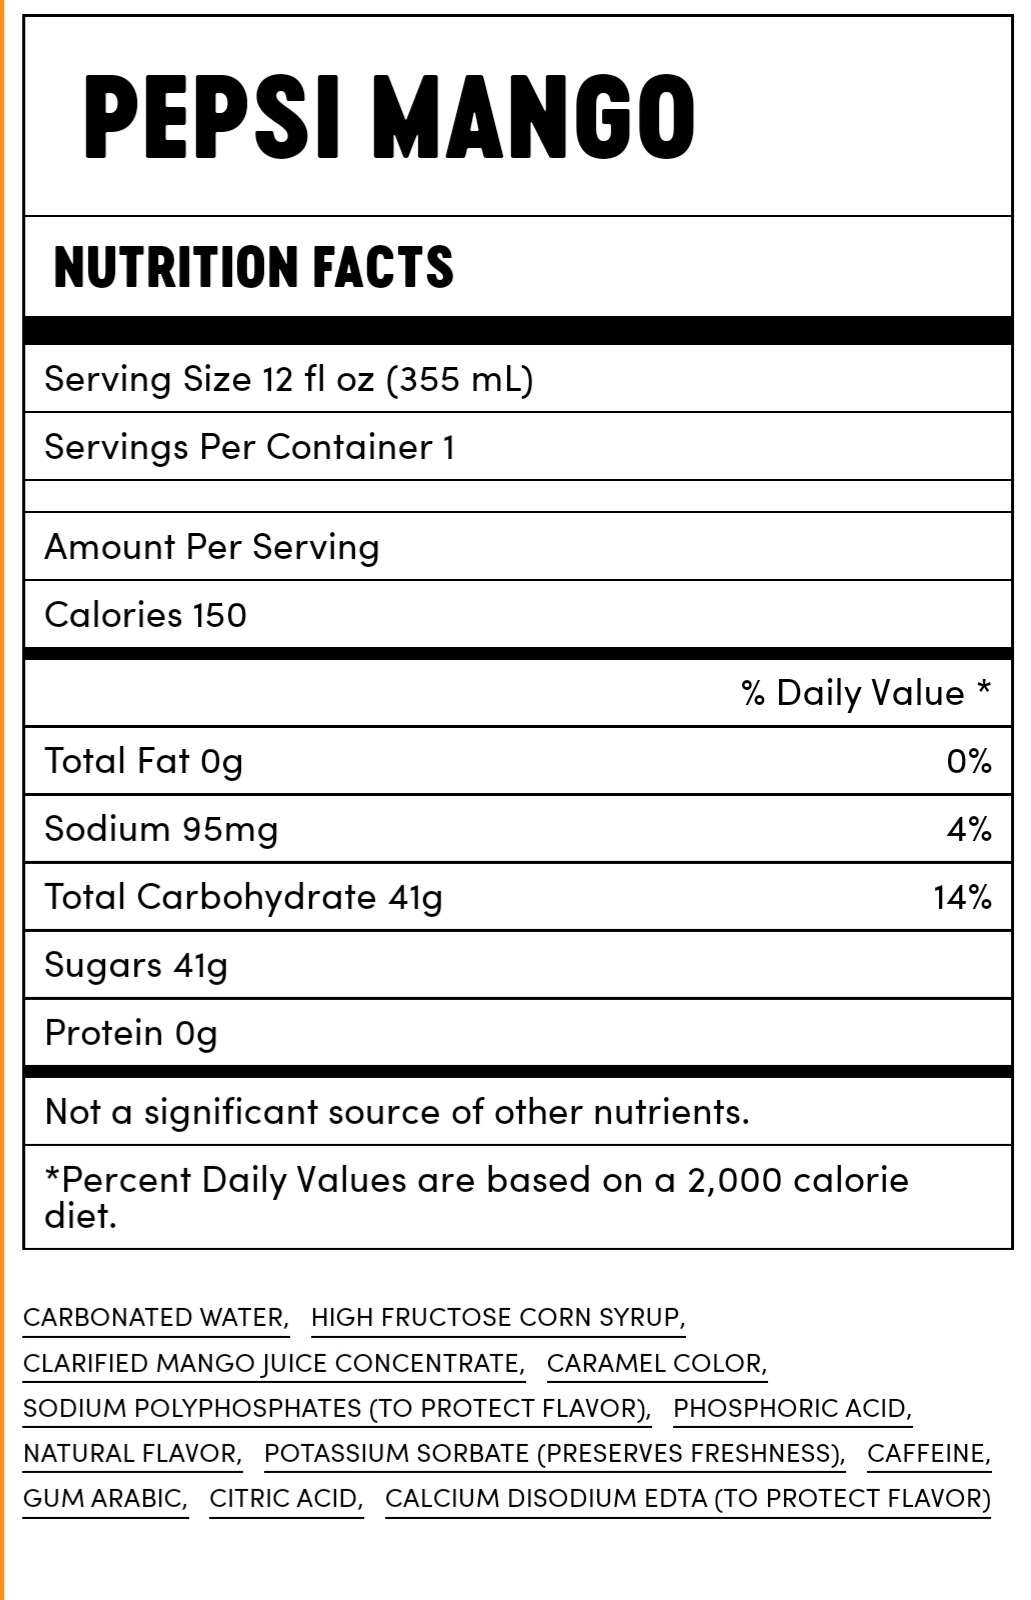 PEPSI MANGO
NUTRITION FACTS
Serving Size 12 fl oz (355 mL)
Servings Per Container 1
Amount Per Serving
Calories 150
% Daily Value *
Total Fat 0g 0%
Sodium 95mg 4%
Total Carbohydrate 41g 14%
Sugars 41g
Protein 0g
Not a significant source of other nutrients.
*Percent Daily Values are based on a 2,000 calorie
diet.
CARBONATED WATER, HIGH FRUCTOSE CORN SYRUP,
CLARIFIED MANGO JUICE CONCENTRATE, CARAMEL COLOR,
SODIUM POLYPHOSPHATES (TO PROTECT FLAVOR), PHOSPHORIC ACID,
NATURAL FLAVOR, POTASSIUM SORBATE (PRESERVES FRESHNESS), CAFFEINE,
GUM ARABIC, CITRIC ACID, CALCIUM DISODIUM EDTA (TO PROTECT FLAVOR)